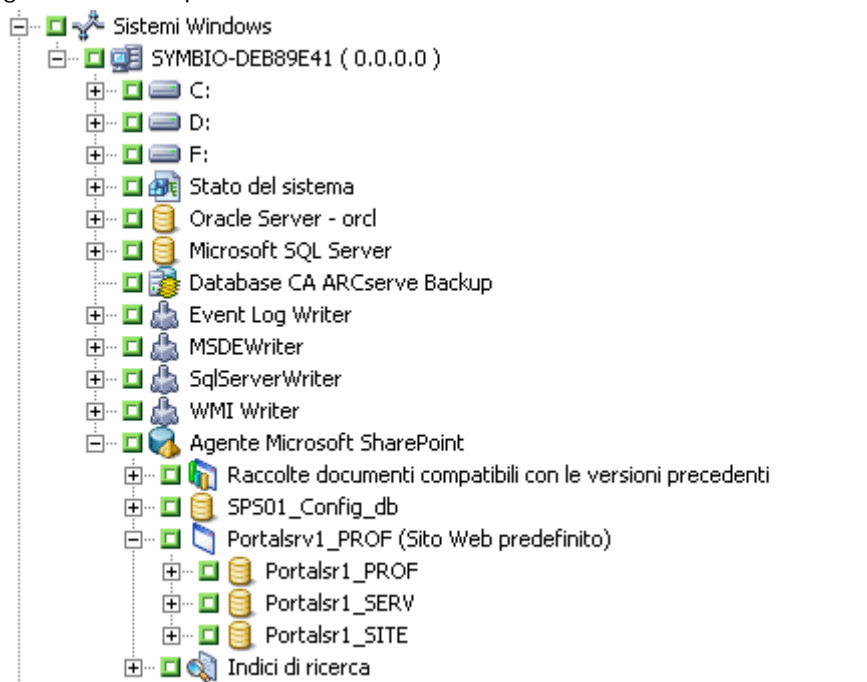 Sistemi Windows
SYMBIO-DEB89E41 ( 0.0.0.0 )
C:
D:
F:
Stato del sistema
Oracle Server - orcl
Microsoft SQL Server
Database CA ARCserve Backup
Event Log Writer
MSDEWriter
SqlServerWriter
WMI Writer
Agente Microsoft SharePoint
Raccolte documenti compatibili con le versioni precedenti
SPS01_Config_db
Portalsrv1_PROF (Sito Web predefinito)
Portalsr1_PROF
Portalsr1_SERV
Portalsr1_SITE
Indici di ricerca